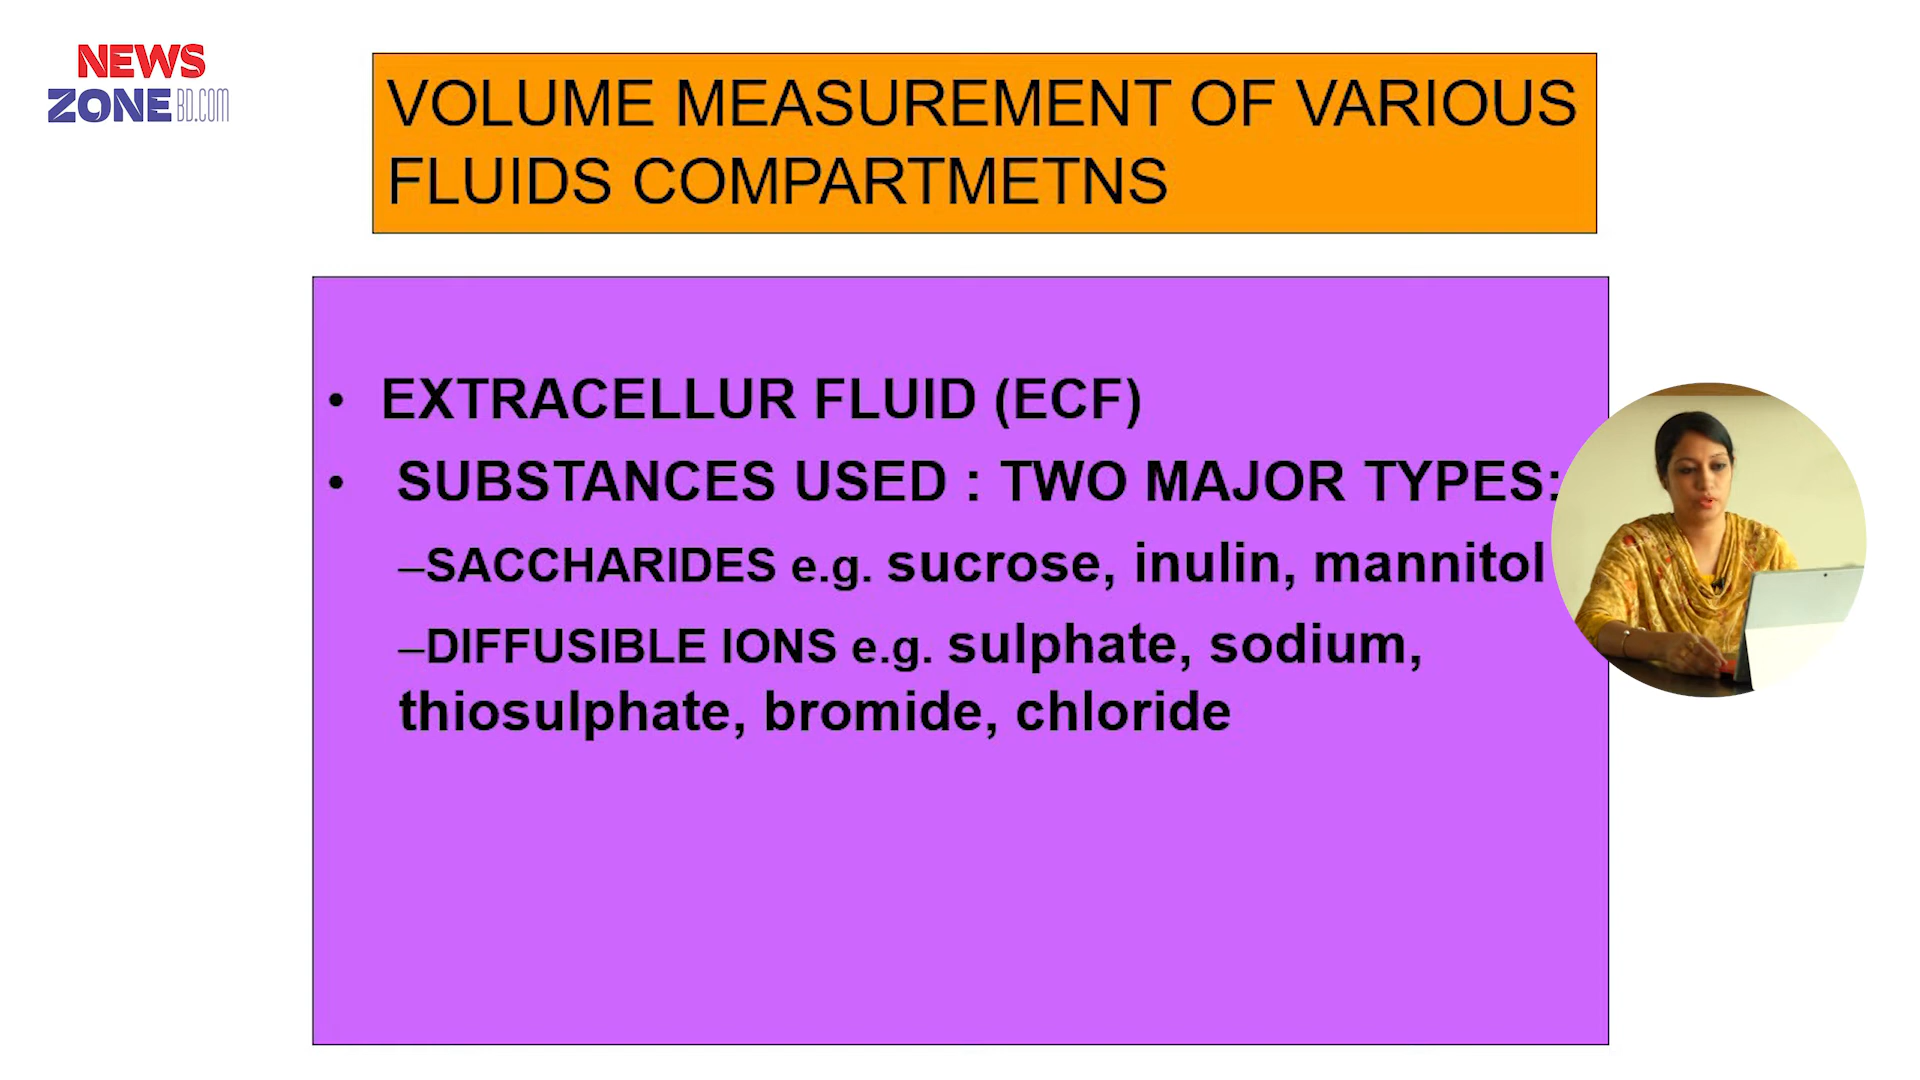 NEWS
ZONE BD.COM
VOLUME MEASUREMENT OF VARIOUS
FLUIDS COMPARTMETNS
• EXTRACELLUR FLUID (ECF)
• SUBSTANCES USED : TWO MAJOR TYPES:
–SACCHARIDES e.g. sucrose, inulin, mannitol
–DIFFUSIBLE IONS e.g. sulphate, sodium,
thiosulphate, bromide, chloride